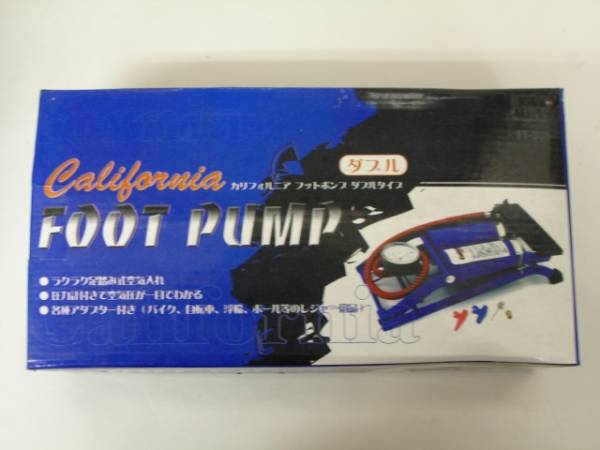 ダブル
California
カリフォルニア フットポンプ ダブルタイプ
FOOT PUMP
●ラクラク足踏み式空気入れ
●圧力計付きで空気圧が一目でわかる
●各種アダプター付き(バイク、自転車、浮輪、ボール等のレジャー用品)
California